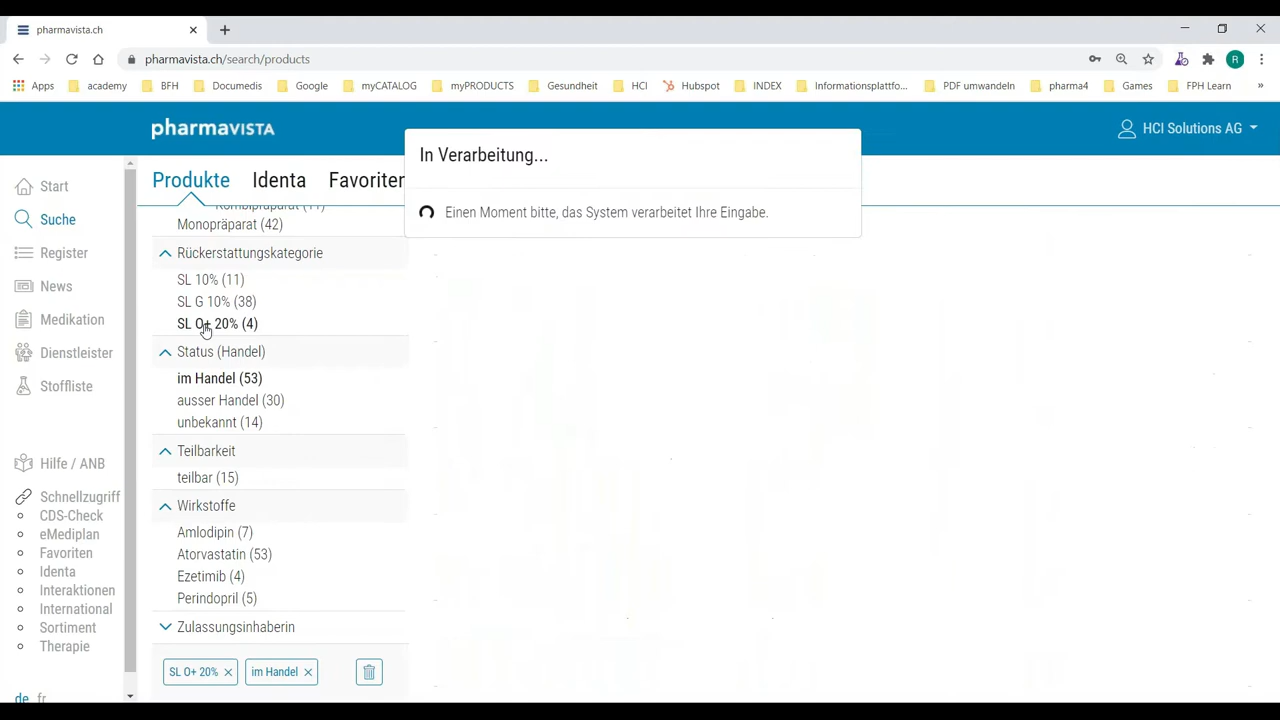 pharmavista.ch
pharmavista.ch/search/products
Apps academy BFH Documedis Google myCATALOG myPRODUCTS Gesundheit HCI Hubspot INDEX Informationsplattfo... PDF umwandeln pharma4 Games FPH Learn »
pharmaVISTA
HCI Solutions AG
R
In Verarbeitung...
Einen Moment bitte, das System verarbeitet Ihre Eingabe.
Start
Suche
Register
News
Medikation
Dienstleister
Stoffliste
Hilfe / ANB
Schnellzugriff
CDS-Check
eMediplan
Favoriten
Identa
Interaktionen
International
Sortiment
Therapie
de fr
Produkte Identa Favoriten
Kombipräparat (11)
Monopräparat (42)
Rückerstattungskategorie
SL 10% (11)
SL G 10% (38)
SL O+ 20% (4)
Status (Handel)
im Handel (53)
ausser Handel (30)
unbekannt (14)
Teilbarkeit
teilbar (15)
Wirkstoffe
Amlodipin (7)
Atorvastatin (53)
Ezetimib (4)
Perindopril (5)
Zulassungsinhaberin
SL O+ 20% × im Handel ×